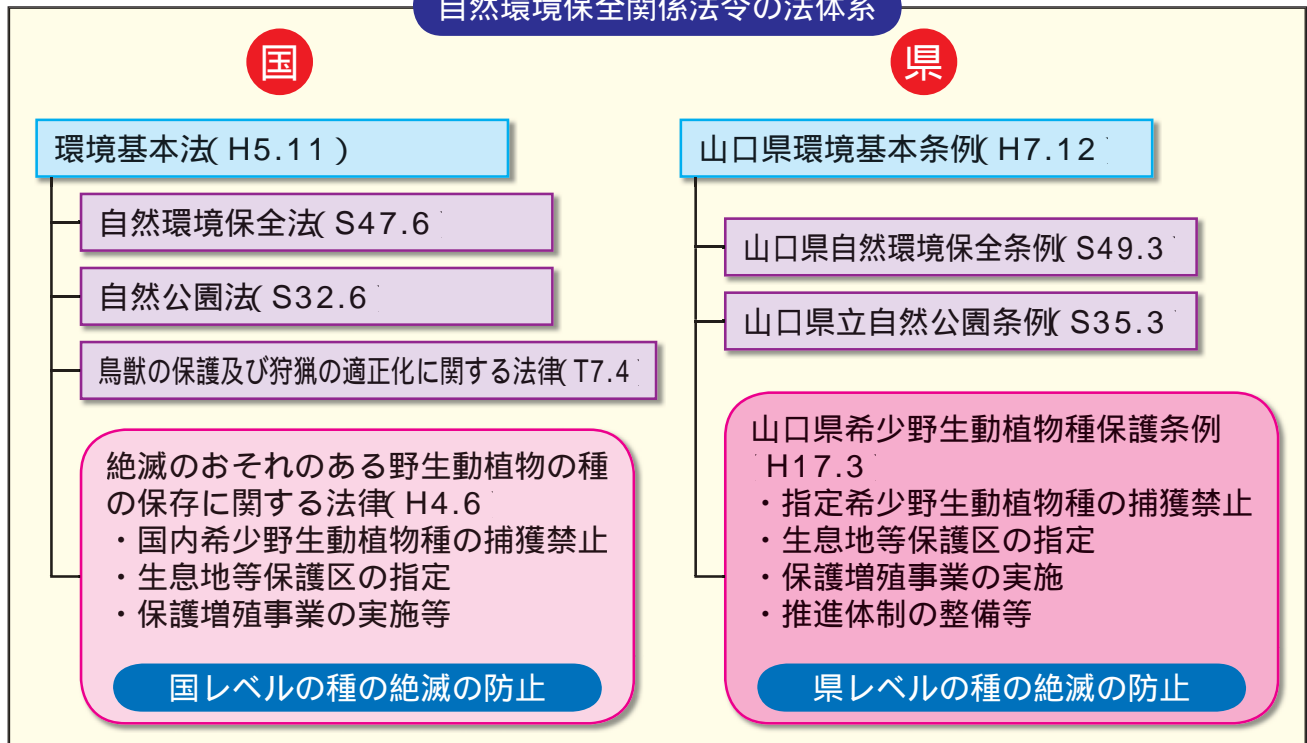 自然環境保全関係法令の法体系
国
環境基本法(H5.11)
自然環境保全法(S47.6
自然公園法(S32.6
鳥獣の保護及び狩猟の適正化に関する法律(T7.4
絶滅のおそれのある野生動植物の種
の保存に関する法律(H4.6
・国内希少野生動植物種の捕獲禁止
・生息地等保護区の指定
・保護増殖事業の実施等
国レベルの種の絶滅の防止
県
山口県環境基本条例(H7.12
山口県自然環境保全条例(S49.3
山口県立自然公園条例(S35.3
山口県希少野生動植物種保護条例
H17.3
・指定希少野生動植物種の捕獲禁止
・生息地等保護区の指定
・保護増殖事業の実施
・推進体制の整備等
県レベルの種の絶滅の防止